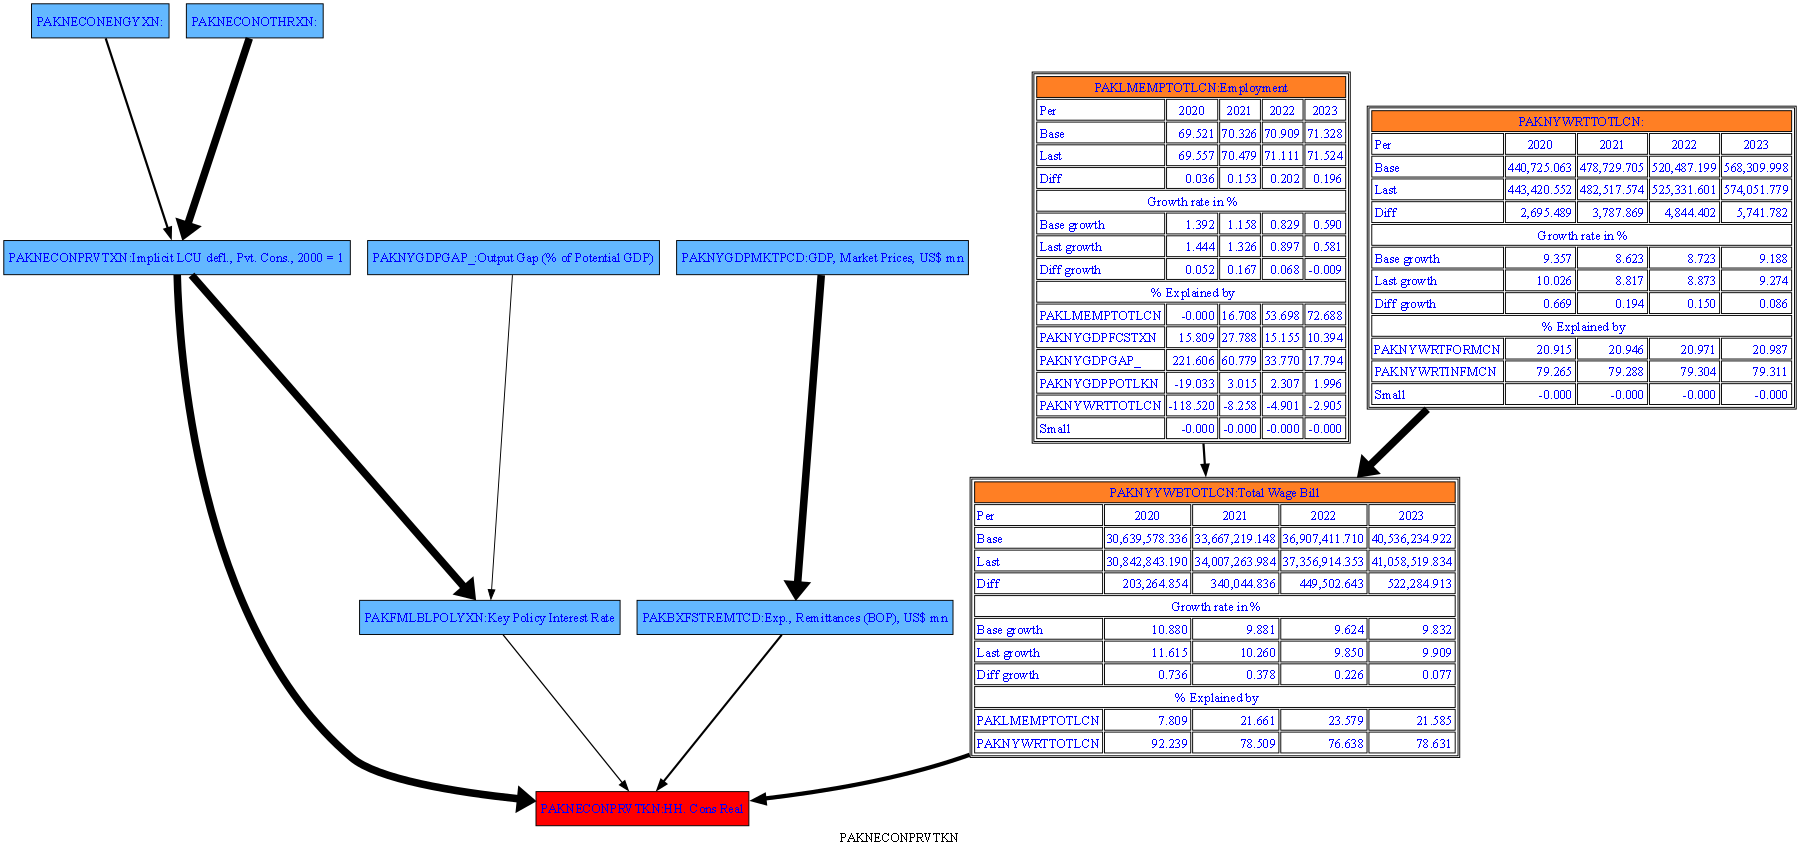 PAKNECONENGYXN:
PAKNECONOTHRXN:
PAKNECONPRVTXN:Implicit LCU defl., Pvt. Cons., 2000 = 1
PAKNYGDPGAP_:Output Gap (% of Potential GDP)
PAKNYGDPMKTPCD:GDP, Market Prices, US$ mn
PAKLMEMPTOTLCN:Employment
Per 2020 2021 2022 2023
Base 69.521 70.326 70.909 71.328
Last 69.557 70.479 71.111 71.524
Diff 0.036 0.153 0.202 0.196
Growth rate in %
Base growth 1.392 1.158 0.829 0.590
Last growth 1.444 1.326 0.897 0.581
Diff growth 0.052 0.167 0.068 -0.009
% Explained by
PAKLMEMPTOTLCN -0.000 16.708 53.698 72.688
PAKNYGDPFCSTXN 15.809 27.788 15.155 10.394
PAKNYGDPGAP_ 221.606 60.779 33.770 17.794
PAKNYGDPPOTLKN -19.033 3.015 2.307 1.996
PAKNYWRTTOTLCN -118.520 -8.258 -4.901 -2.905
Small -0.000 -0.000 -0.000 -0.000
PAKNYWRTTOTLCN:
Per 2020 2021 2022 2023
Base 440,725.063 478,729.705 520,487.199 568,309.998
Last 443,420.552 482,517.574 525,331.601 574,051.779
Diff 2,695.489 3,787.869 4,844.402 5,741.782
Growth rate in %
Base growth 9.357 8.623 8.723 9.188
Last growth 10.026 8.817 8.873 9.274
Diff growth 0.669 0.194 0.150 0.086
% Explained by
PAKNYWRTFORMCN 20.915 20.946 20.971 20.987
PAKNYWRTINFMCN 79.265 79.288 79.304 79.311
Small -0.000 -0.000 -0.000 -0.000
PAKNYYWBTOTLCN:Total Wage Bill
Per 2020 2021 2022 2023
Base 30,639,578.336 33,667,219.148 36,907,411.710 40,536,234.922
Last 30,842,843.190 34,007,263.984 37,356,914.353 41,058,519.834
Diff 203,264.854 340,044.836 449,502.643 522,284.913
Growth rate in %
Base growth 10.880 9.881 9.624 9.832
Last growth 11.615 10.260 9.850 9.909
Diff growth 0.736 0.378 0.226 0.077
% Explained by
PAKLMEMPTOTLCN 7.809 21.661 23.579 21.585
PAKNYWRTTOTLCN 92.239 78.509 76.638 78.631
PAKFMLBLPOLYXN:Key Policy Interest Rate
PAKBXFSTREMTCD:Exp., Remittances (BOP), US$ mn
PAKNECONPRVTKN:HH. Cons Real
PAKNECONPRVTKN